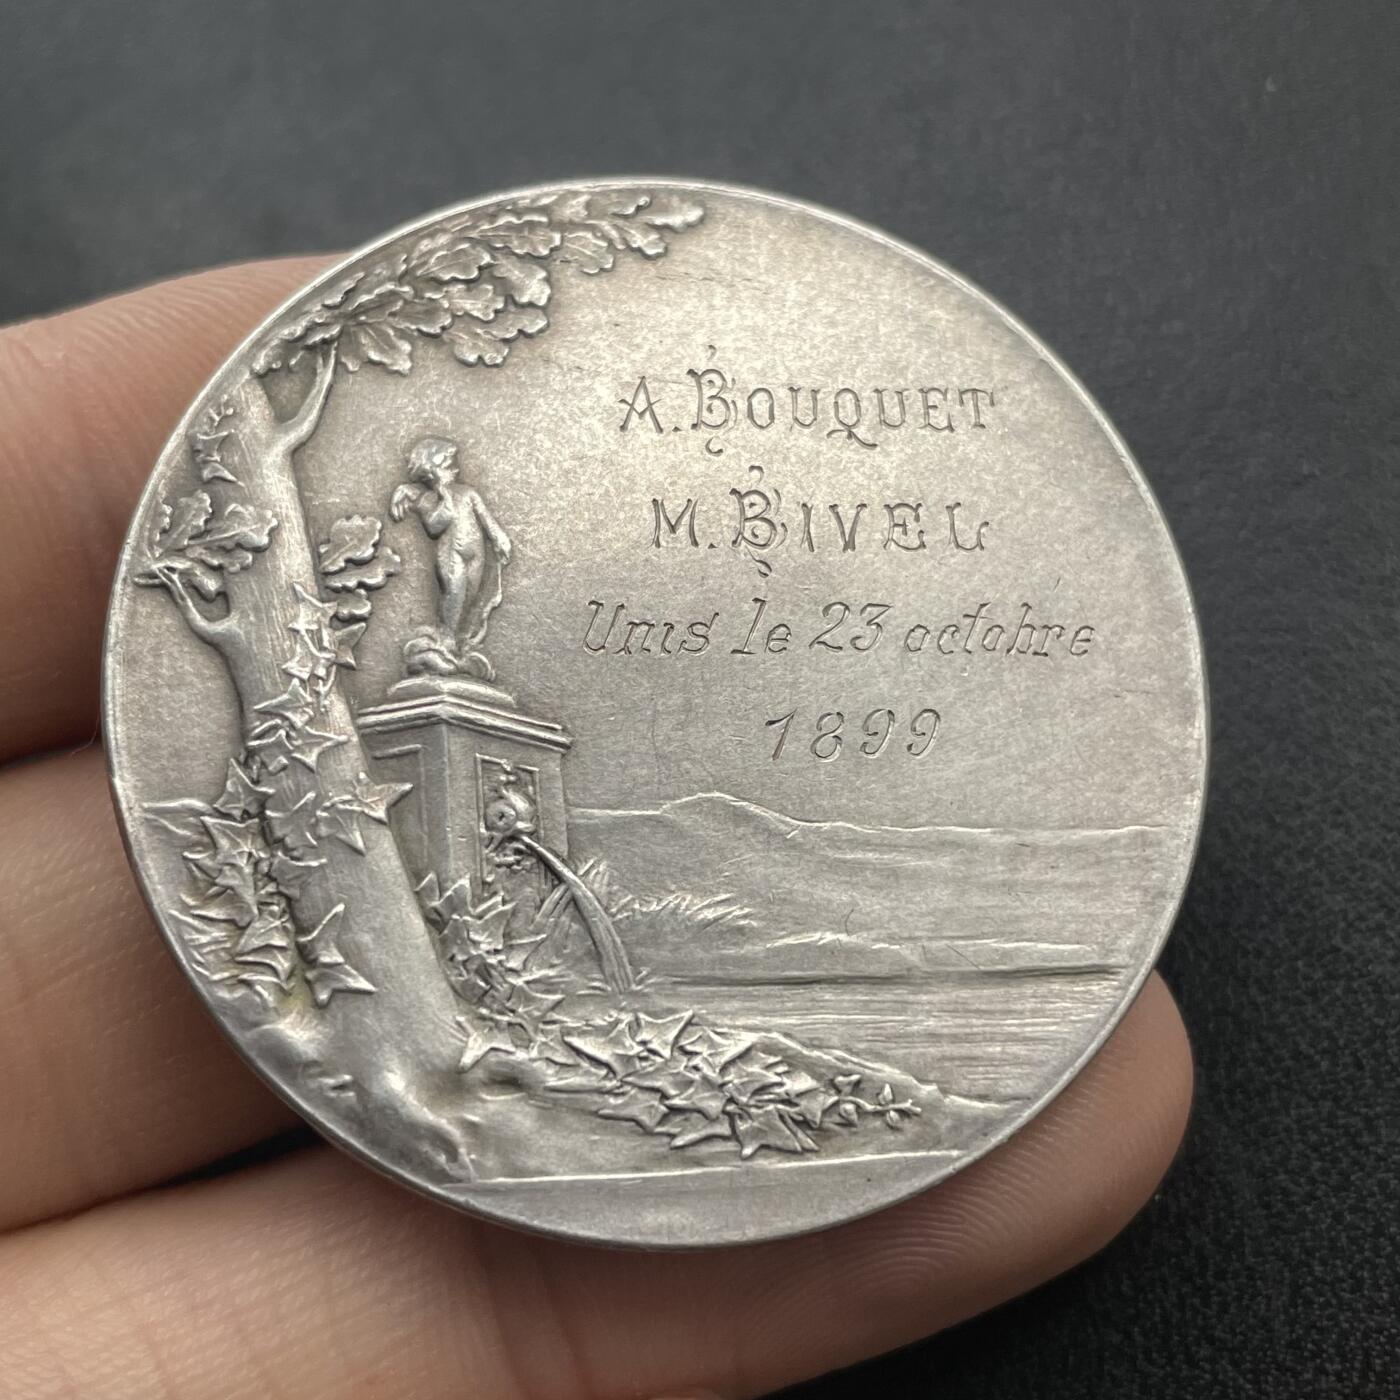 A. BOUQUET
M. BIVEL
Unis le 23 octobre
1899